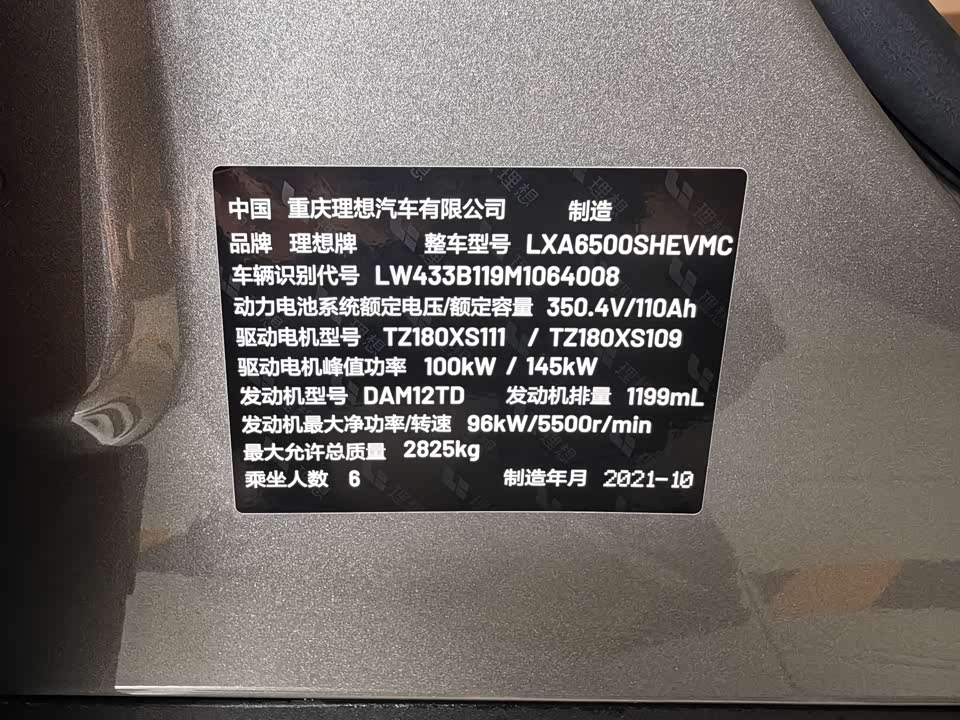 中国 重庆理想汽车有限公司 制造
品牌 理想牌 整车型号 LXA6500SHEVMC
车辆识别代号 LW433B119M1064008
动力电池系统额定电压/额定容量 350.4V/110Ah
驱动电机型号 TZ180XS111 / TZ180XS109
驱动电机峰值功率 100kW / 145kW
发动机型号 DAM12TD 发动机排量 1199mL
发动机最大净功率/转速 96kW/5500r/min
最大允许总质量 2825kg
乘坐人数 6 制造年月 2021-10